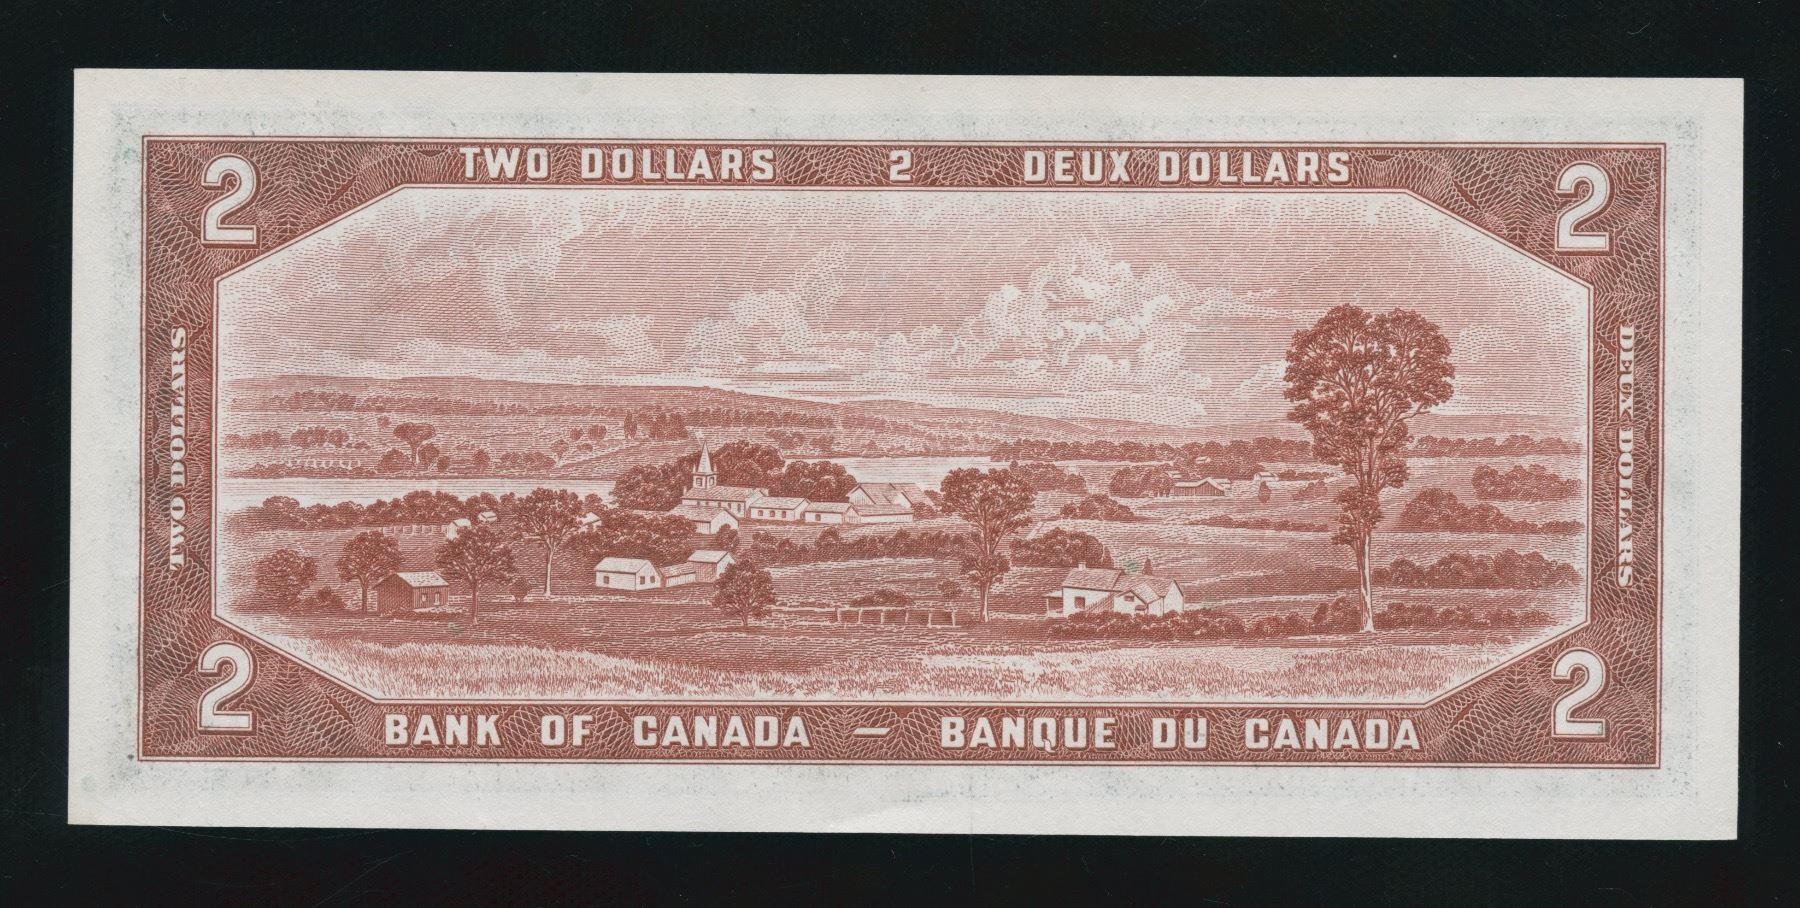 TWO DOLLARS 2 DEUX DOLLARS
2 2
TWO DOLLARS
DEUX DOLLARS
2 2
BANK OF CANADA — BANQUE DU CANADA